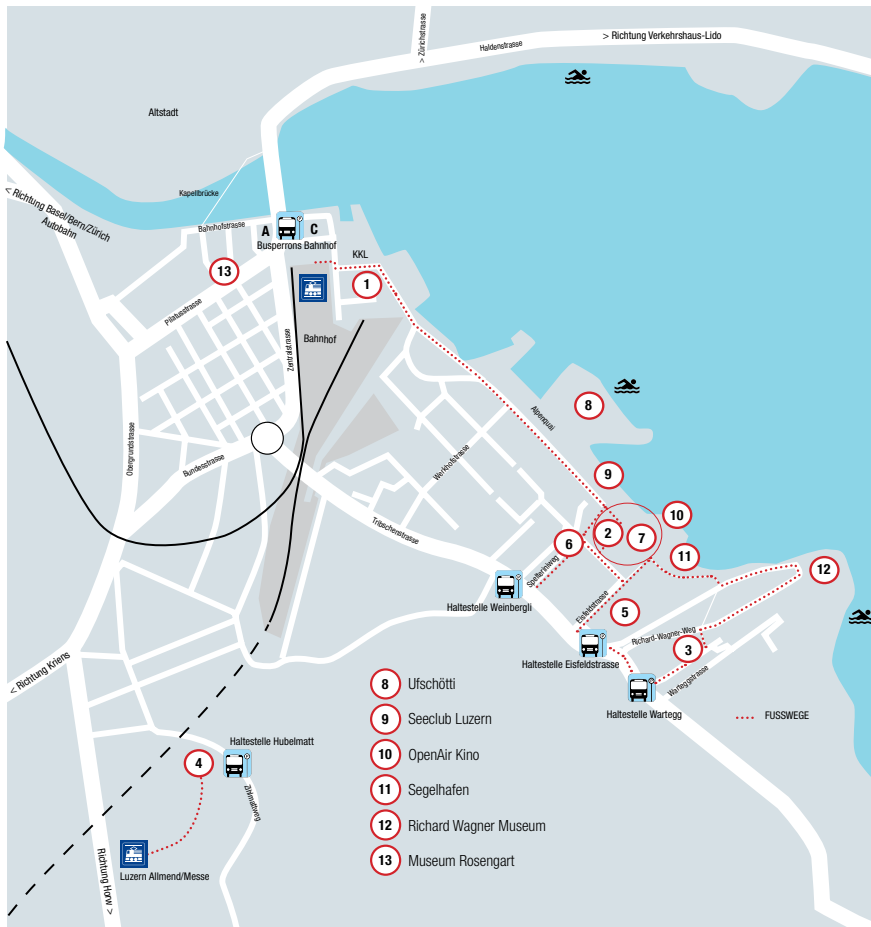 > Zürichstrasse
Haldenstrasse
> Richtung Verkehrshaus-Lido
Altstadt
Kapellbrücke
< Richtung Basel/Bern/Zürich
Autobahn
Bahnhofstrasse
A
C
Busperrons Bahnhof
KKL
13
1
Pilatusstrasse
Zentralstrasse
Bahnhof
8
Alpenquai
Obergrundstrasse
Bundesstrasse
Werkhofstrasse
9
10
Tribschenstrasse
2
7
6
11
12
Spelteriniweg
Haltestelle Weinbergli
Eisfeldstrasse
5
Richard-Wagner-Weg
3
Haltestelle Eisfeldstrasse
Warteggstrasse
< Richtung Kriens
Haltestelle Wartegg
FUSSWEGE
8 Ufschötti
9 Seeclub Luzern
10 OpenAir Kino
11 Segelhafen
12 Richard Wagner Museum
13 Museum Rosengart
Haltestelle Hubelmatt
4
Zihlmattweg
Luzern Allmend/Messe
Richtung Horw >